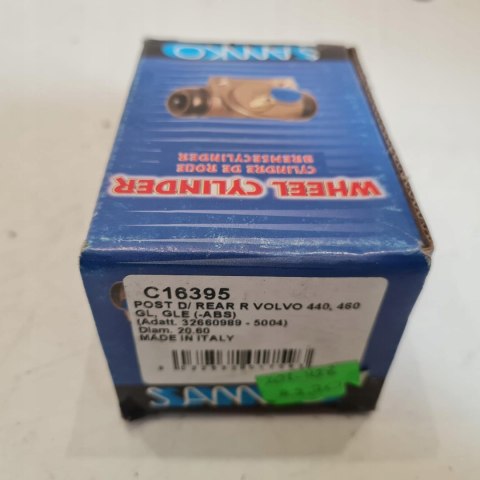 SAMKO
WHEEL CYLINDER
CYLINDRE DE ROUE
BREMSECYLINDER
C16395
POST D/ REAR R VOLVO 440, 460
GL, GLE (-ABS)
(Adatt. 32660989 - 5004)
Diam. 20.60
MADE IN ITALY
SAMKO